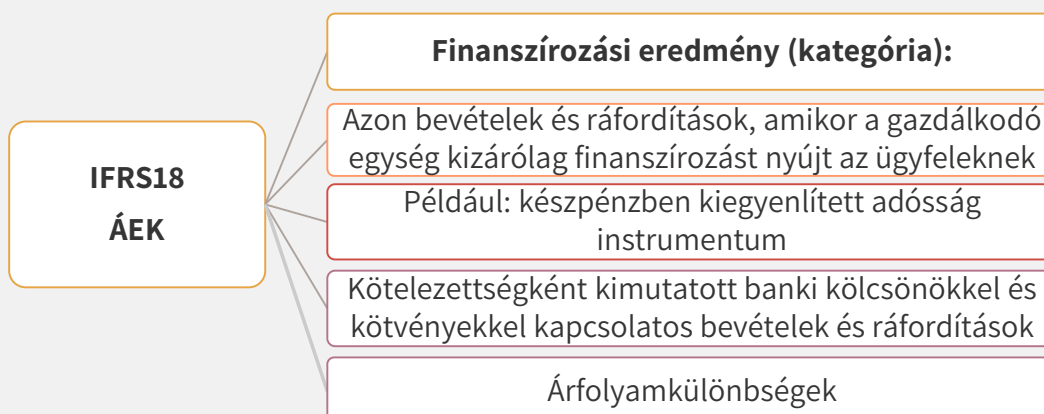 IFRS18
ÁEK
Finanszírozási eredmény (kategória):
Azon bevételek és ráfordítások, amikor a gazdálkodó
egység kizárólag finanszírozást nyújt az ügyfeleknek
Például: készpénzben kiegyenlített adósság
instrumentum
Kötelezettségként kimutatott banki kölcsönökkel és
kötvényekkel kapcsolatos bevételek és ráfordítások
Árfolyamkülönbségek